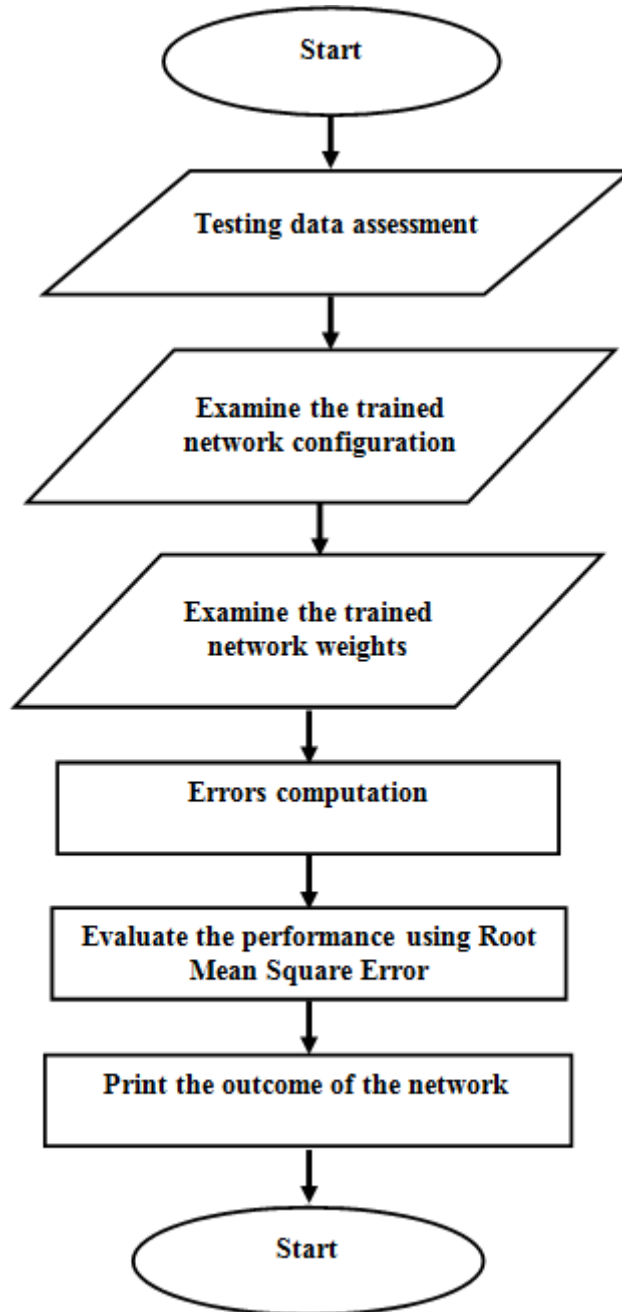 Start
Testing data assessment
Examine the trained
network configuration
Examine the trained
network weights
Errors computation
Evaluate the performance using Root
Mean Square Error
Print the outcome of the network
Start